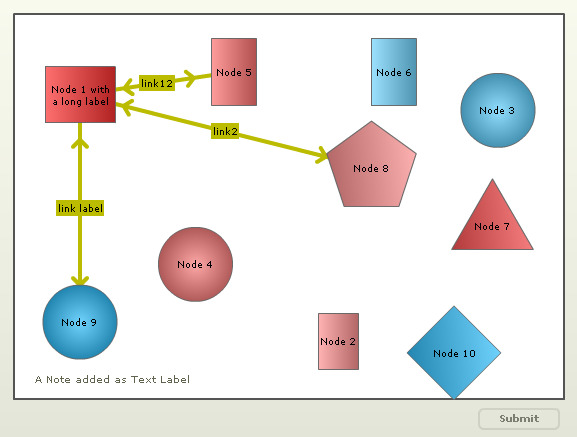 Node 5
Node 6
link12
Node 1 with
a long label
Node 3
link2
Node 8
link label
Node 7
Node 4
Node 9
Node 2
Node 10
A Note added as Text Label
Submit